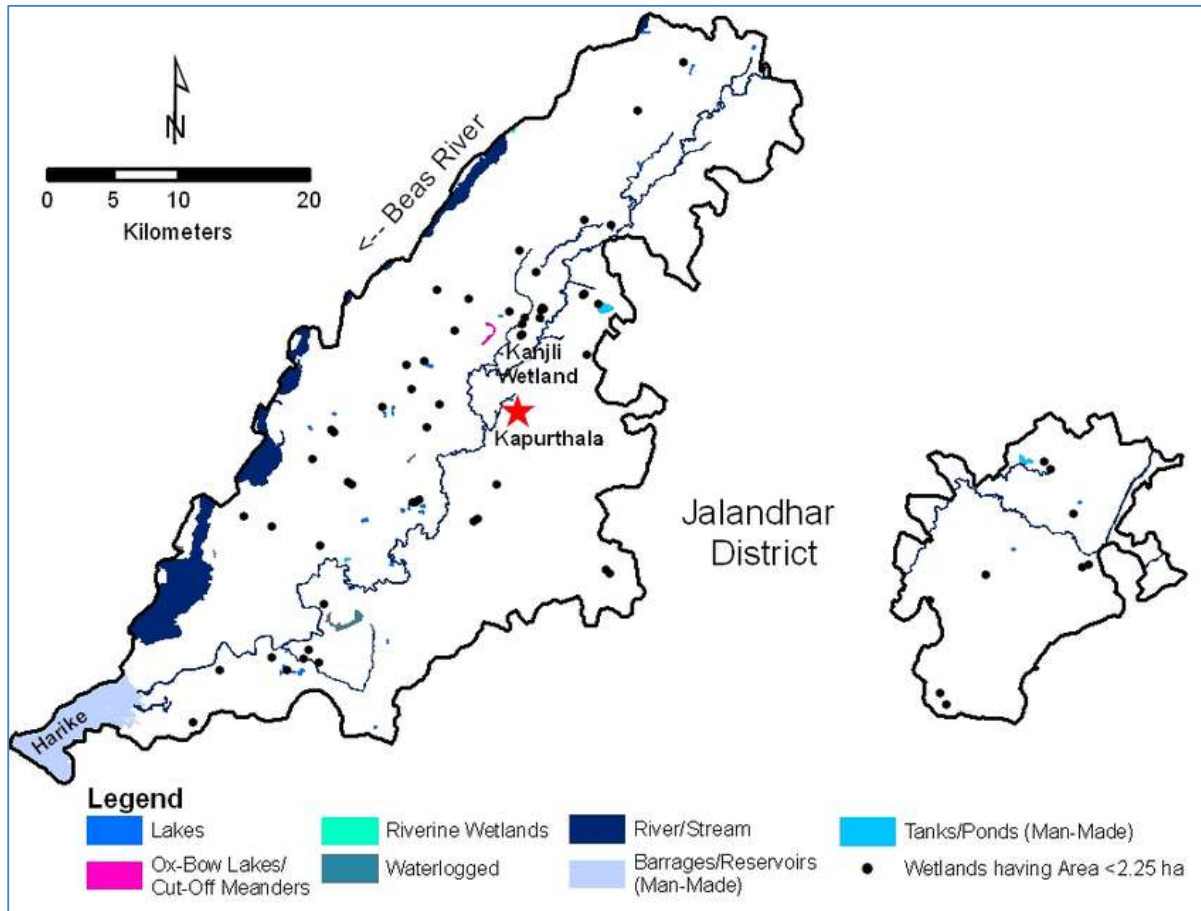 N
<-- Beas River
0 5 10 20
Kilometers
Kanjli
Wetland
Kapurthala
Jalandhar
District
Harike
Legend
Lakes
Ox-Bow Lakes/
Cut-Off Meanders
Riverine Wetlands
Waterlogged
River/Stream
Barrages/Reservoirs
(Man-Made)
Tanks/Ponds (Man-Made)
Wetlands having Area <2.25 ha